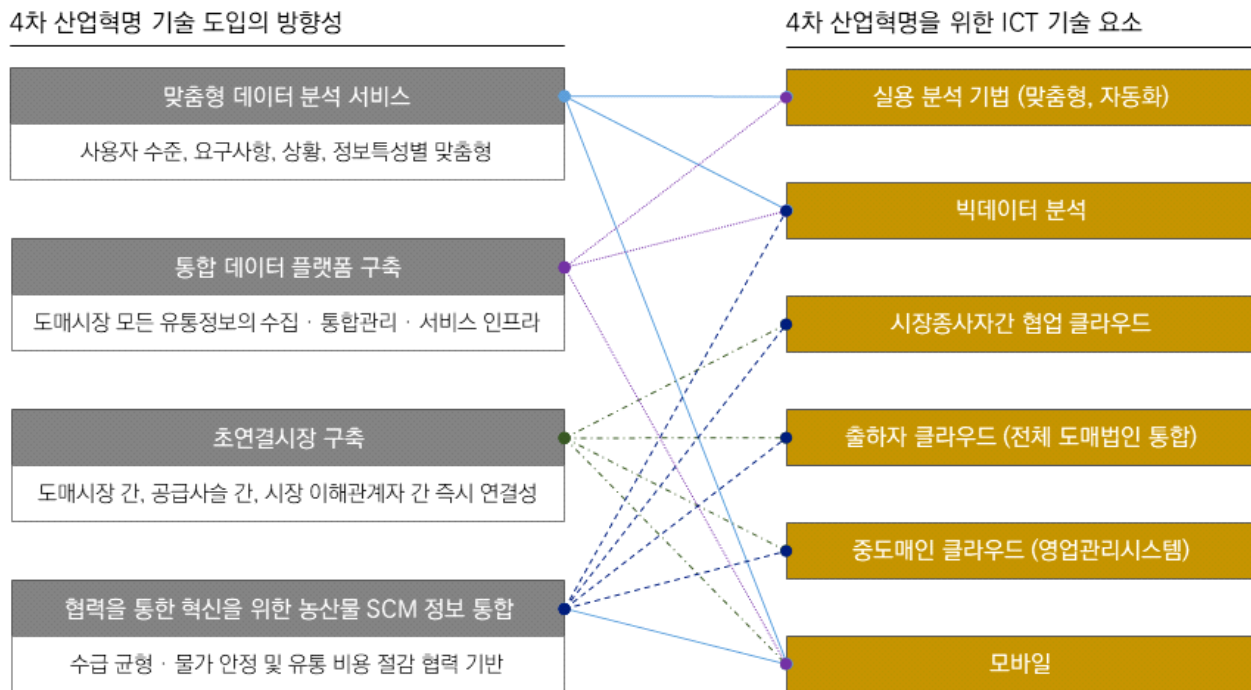 4차 산업혁명 기술 도입의 방향성
맞춤형 데이터 분석 서비스
사용자 수준, 요구사항, 상황, 정보특성별 맞춤형
통합 데이터 플랫폼 구축
도매시장 모든 유통정보의 수집 · 통합관리 · 서비스 인프라
초연결시장 구축
도매시장 간, 공급사슬 간, 시장 이해관계자 간 즉시 연결성
협력을 통한 혁신을 위한 농산물 SCM 정보 통합
수급 균형 · 물가 안정 및 유통 비용 절감 협력 기반
4차 산업혁명을 위한 ICT 기술 요소
실용 분석 기법 (맞춤형, 자동화)
빅데이터 분석
시장종사자간 협업 클라우드
출하자 클라우드 (전체 도매법인 통합)
중도매인 클라우드 (영업관리시스템)
모바일